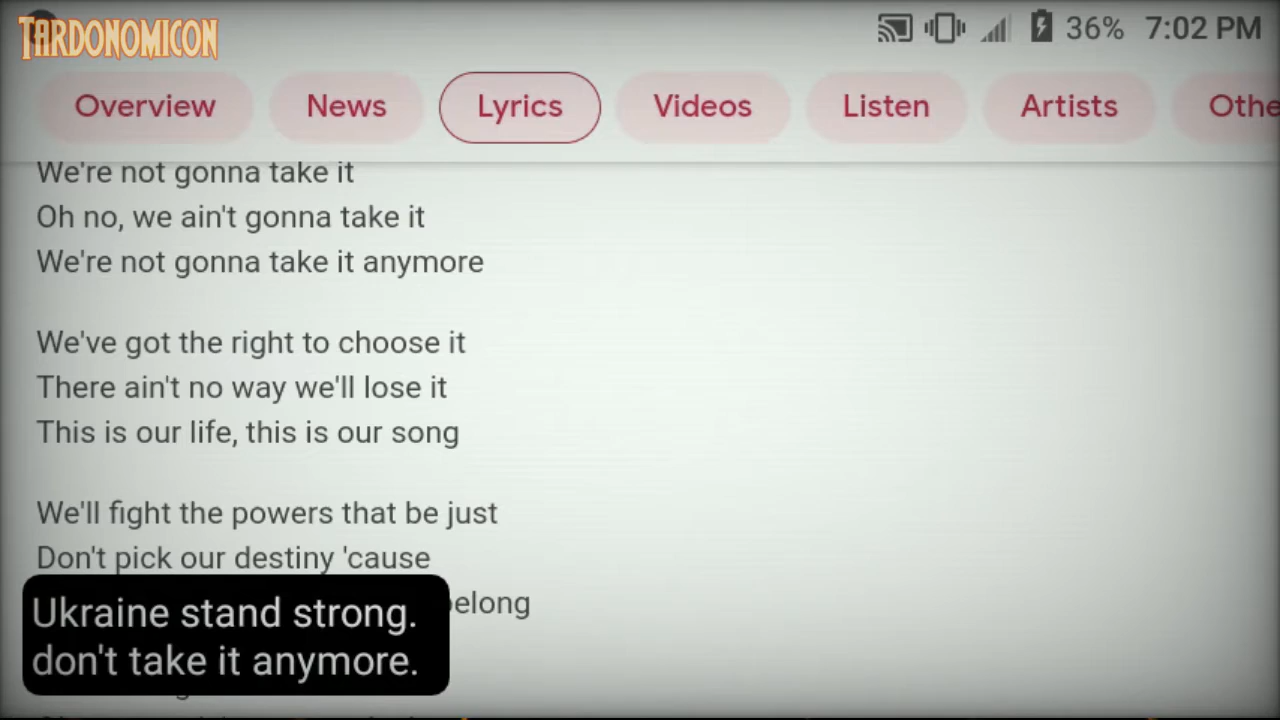 TARDONOMICON
36% 7:02 PM
Overview News Lyrics Videos Listen Artists Othe
We're not gonna take it
Oh no, we ain't gonna take it
We're not gonna take it anymore
We've got the right to choose it
There ain't no way we'll lose it
This is our life, this is our song
We'll fight the powers that be just
Don't pick our destiny 'cause
belong
Ukraine stand strong.
don't take it anymore.